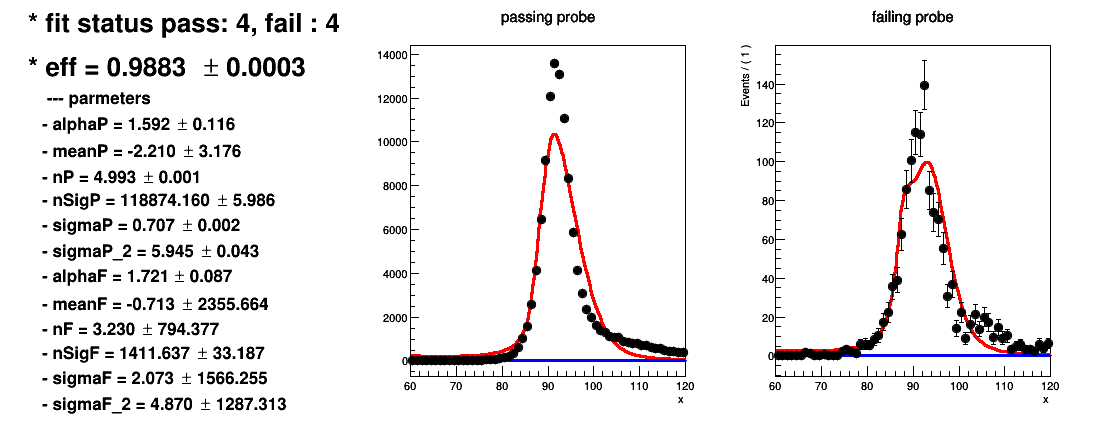 * fit status pass: 4, fail : 4
* eff = 0.9883 ± 0.0003
--- parmeters
- alphaP = 1.592 ± 0.116
- meanP = -2.210 ± 3.176
- nP = 4.993 ± 0.001
- nSigP = 118874.160 ± 5.986
- sigmaP = 0.707 ± 0.002
- sigmaP_2 = 5.945 ± 0.043
- alphaF = 1.721 ± 0.087
- meanF = -0.713 ± 2355.664
- nF = 3.230 ± 794.377
- nSigF = 1411.637 ± 33.187
- sigmaF = 2.073 ± 1566.255
- sigmaF_2 = 4.870 ± 1287.313
passing probe
14000
12000
10000
8000
6000
4000
2000
0
60 70 80 90 100 110 120
x
failing probe
Events / ( 1 )
140
120
100
80
60
40
20
0
60 70 80 90 100 110 120
x